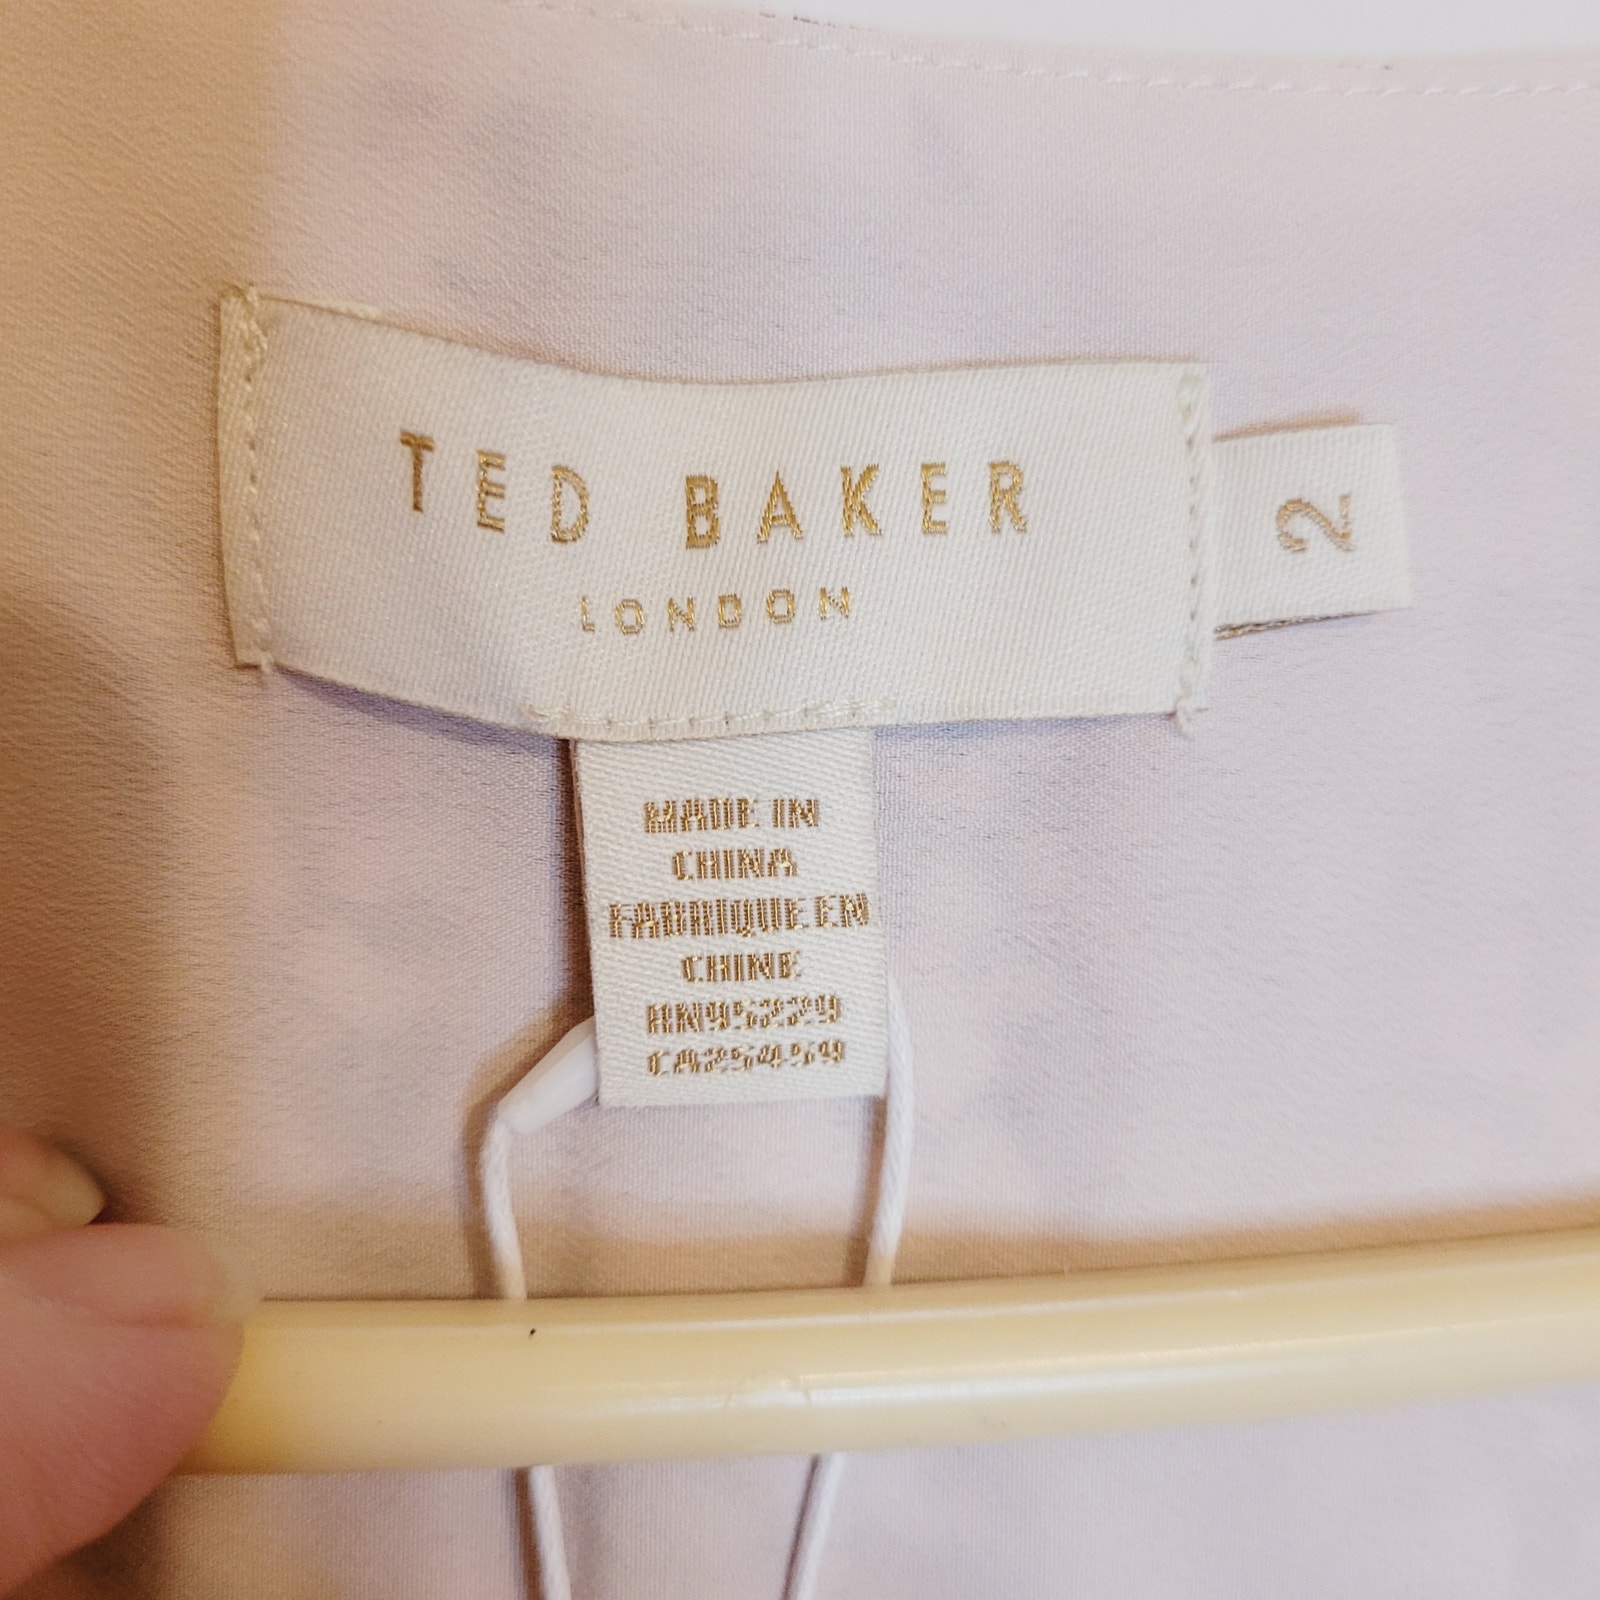 TED BAKER
LONDON
2
MADE IN
CHINA
FABRIQUE EN
CHINE
RN95229
CA25459